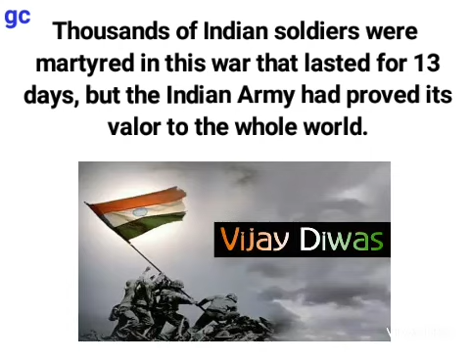 gc
Thousands of Indian soldiers were
martyred in this war that lasted for 13
days, but the Indian Army had proved its
valor to the whole world.
Vijay Diwas